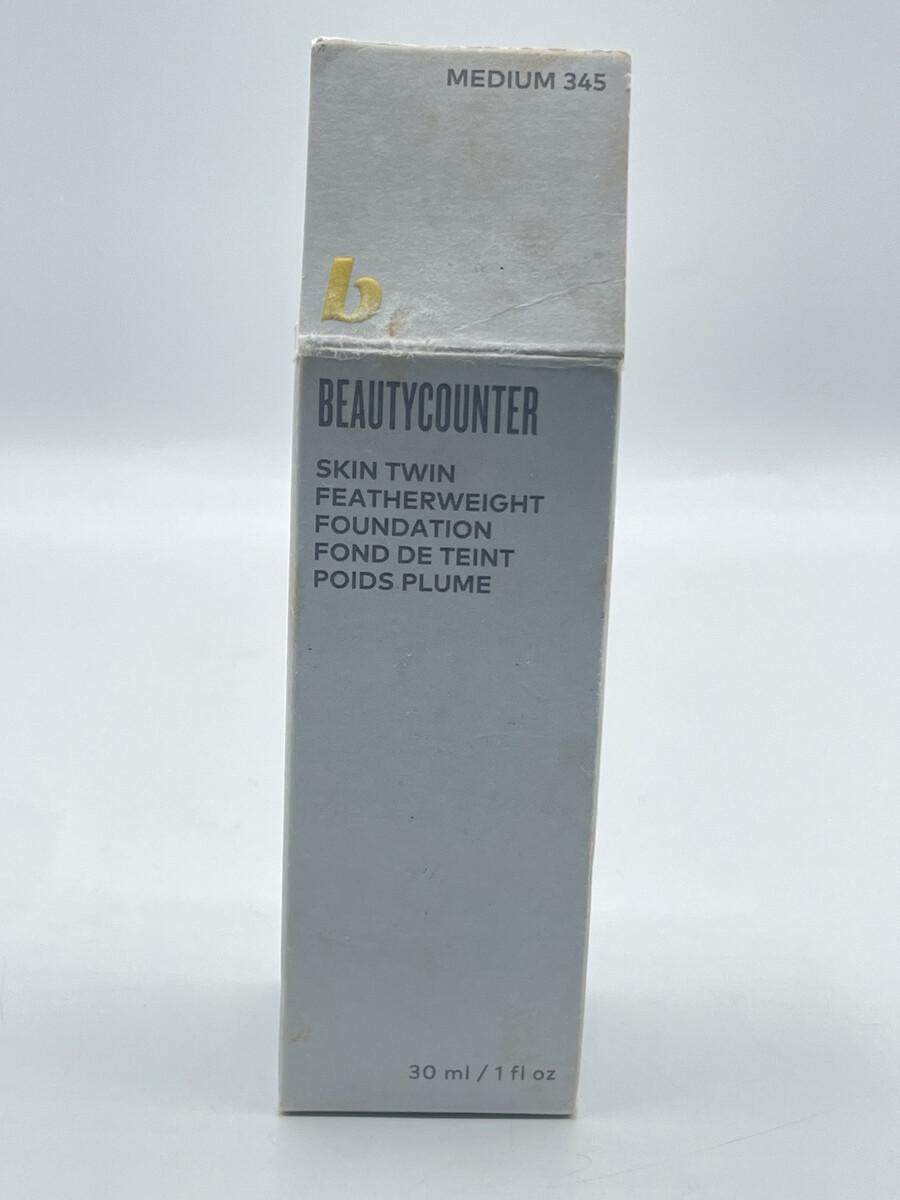 MEDIUM 345
b
BEAUTYCOUNTER
SKIN TWIN
FEATHERWEIGHT
FOUNDATION
FOND DE TEINT
POIDS PLUME
30 ml / 1 fl oz